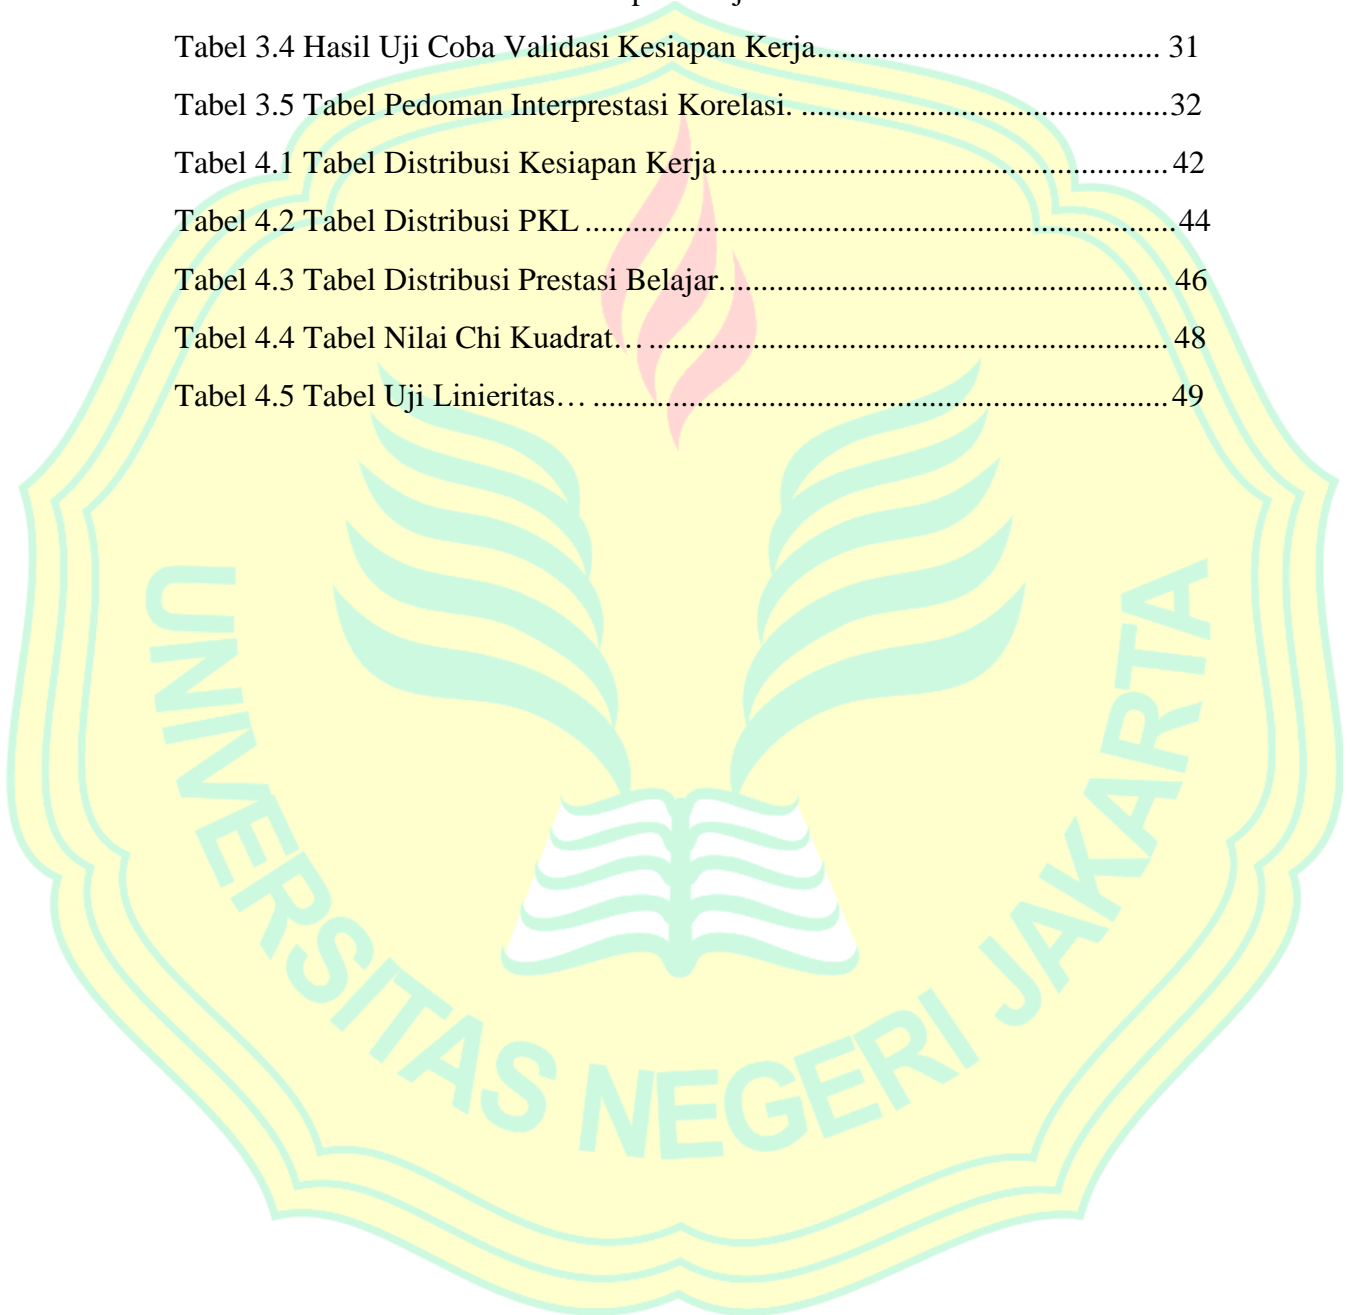 Tabel 3.4 Hasil Uji Coba Validasi Kesiapan Kerja........................................... 31
Tabel 3.5 Tabel Pedoman Interprestasi Korelasi. ..............................................32
Tabel 4.1 Tabel Distribusi Kesiapan Kerja ........................................................ 42
Tabel 4.2 Tabel Distribusi PKL ..........................................................................44
Tabel 4.3 Tabel Distribusi Prestasi Belajar........................................................ 46
Tabel 4.4 Tabel Nilai Chi Kuadrat… ................................................................. 48
Tabel 4.5 Tabel Uji Linieritas… ........................................................................49
UNIVERSITAS NEGERI JAKARTA